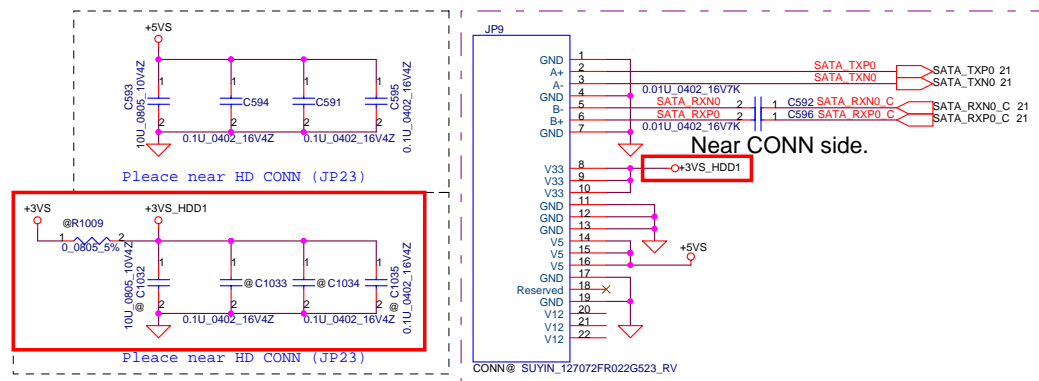 +5VS
1
1
1
1
C593
10U_0805_10V4Z
C594
C591
C595
0.1U_0402_16V4Z
2
2
2
2
0.1U_0402_16V4Z
0.1U_0402_16V4Z
Pleace near HD CONN (JP23)
+3VS
+3VS_HDD1
@R1009
1
2
0_0805_5%
1
1
1
1
10U_0805_10V4Z
@ C1032
@ C1033
@ C1034
@ C1035
0.1U_0402_16V4Z
2
2
2
2
0.1U_0402_16V4Z
0.1U_0402_16V4Z
Pleace near HD CONN (JP23)
JP9
GND 1
A+ 2 SATA_TXP0 SATA_TXP0 21
A- 3 SATA_TXN0 SATA_TXN0 21
GND 4 0.01U_0402_16V7K
B- 5 SATA_RXN0 2 1 C592 SATA_RXN0_C SATA_RXN0_C 21
B+ 6 SATA_RXP0 2 1 C596 SATA_RXP0_C SATA_RXP0_C 21
GND 7 0.01U_0402_16V7K
Near CONN side.
V33 8 +3VS_HDD1
V33 9
V33 10
GND 11
GND 12
GND 13
V5 14
V5 15 +5VS
V5 16
GND 17
Reserved 18
GND 19
V12 20
V12 21
V12 22
CONN@ SUYIN_127072FR022G523_RV